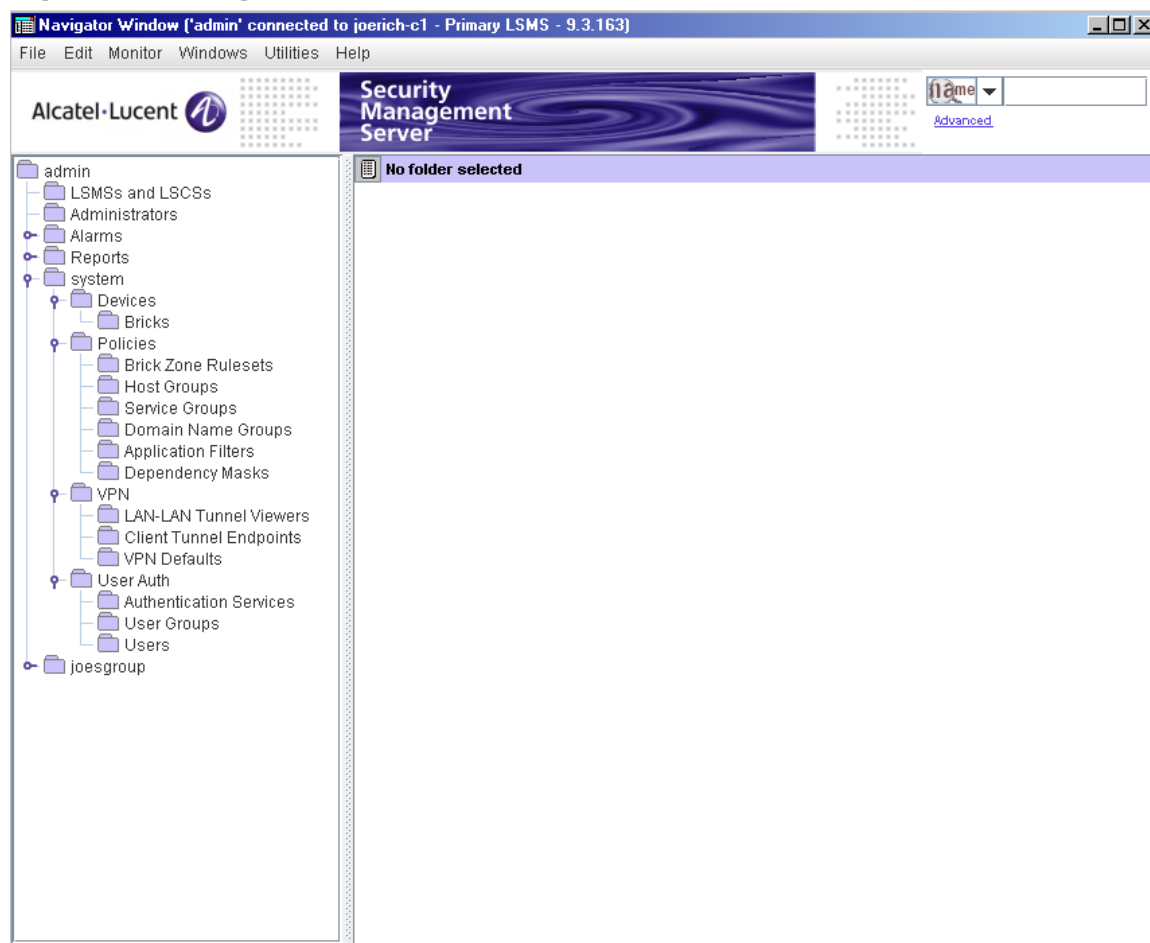 Navigator Window ('admin' connected to joerich-c1 - Primary LSMS - 9.3.163)
File Edit Monitor Windows Utilities Help
Alcatel·Lucent
Security
Management
Server
name
Advanced
admin
LSMSs and LSCSs
Administrators
Alarms
Reports
system
Devices
Bricks
Policies
Brick Zone Rulesets
Host Groups
Service Groups
Domain Name Groups
Application Filters
Dependency Masks
VPN
LAN-LAN Tunnel Viewers
Client Tunnel Endpoints
VPN Defaults
User Auth
Authentication Services
User Groups
Users
joesgroup
No folder selected